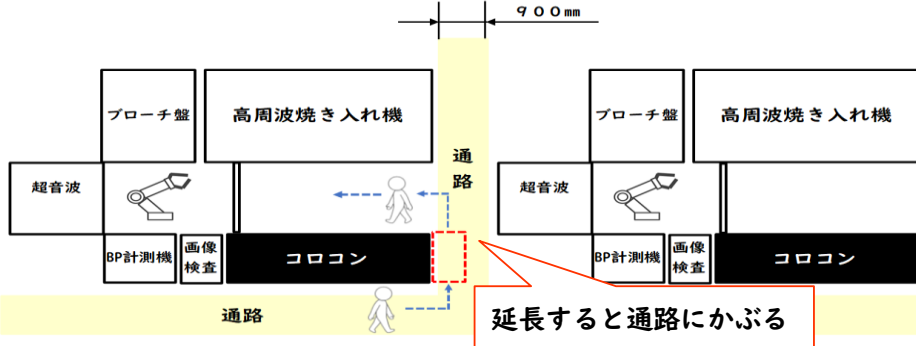 900mm
ブローチ盤
高周波焼き入れ機
通路
超音波
BP計測機
画像
検査
コロコン
ブローチ盤
高周波焼き入れ機
超音波
BP計測機
画像
検査
コロコン
通路
延長すると通路にかぶる